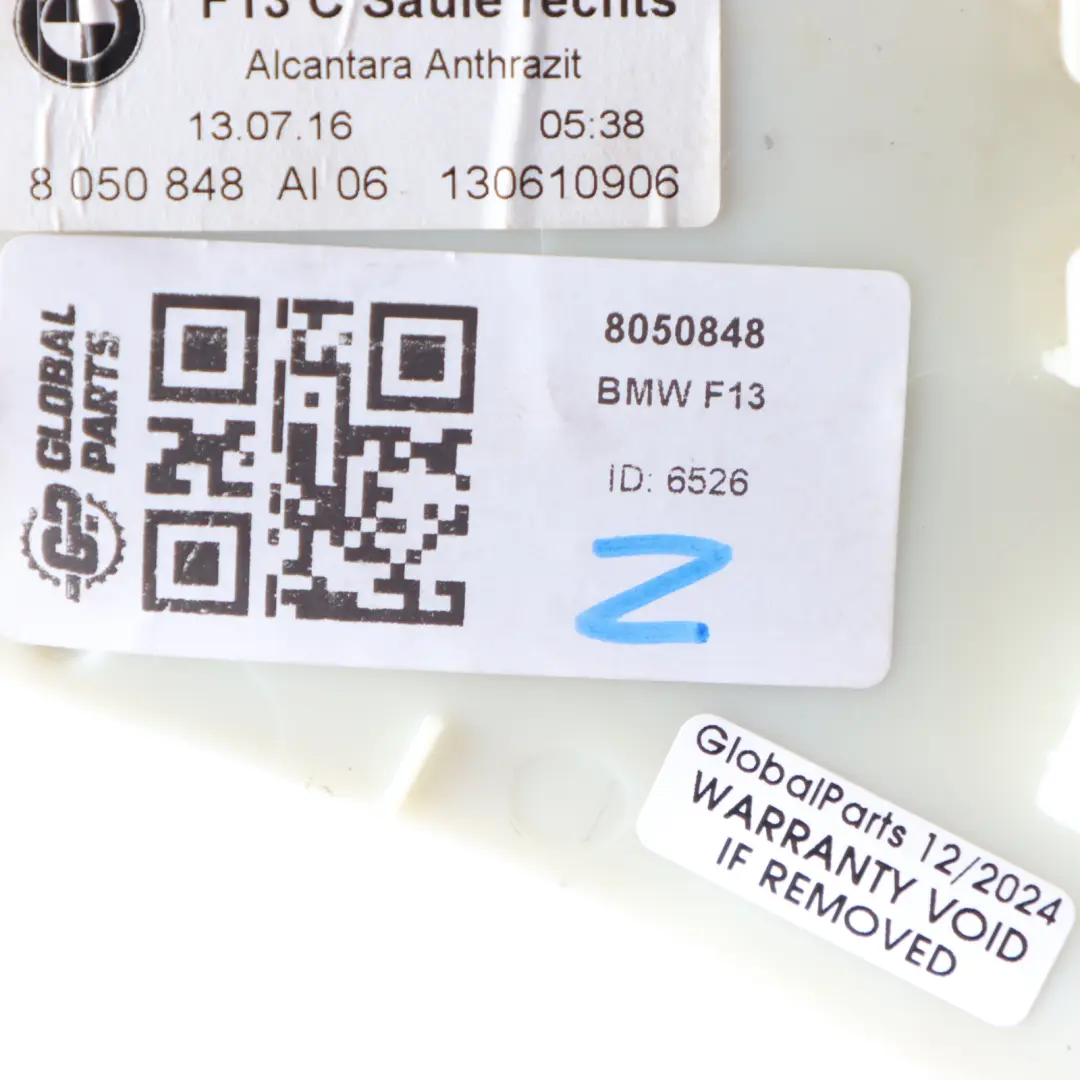 F13 C Säule rechts
Alcantara Anthrazit
13.07.16 05:38
8 050 848 AI 06 130610906
GLOBAL
PARTS
GP
8050848
BMW F13
ID: 6526
Z
GlobalParts 12/2024
WARRANTY VOID
IF REMOVED